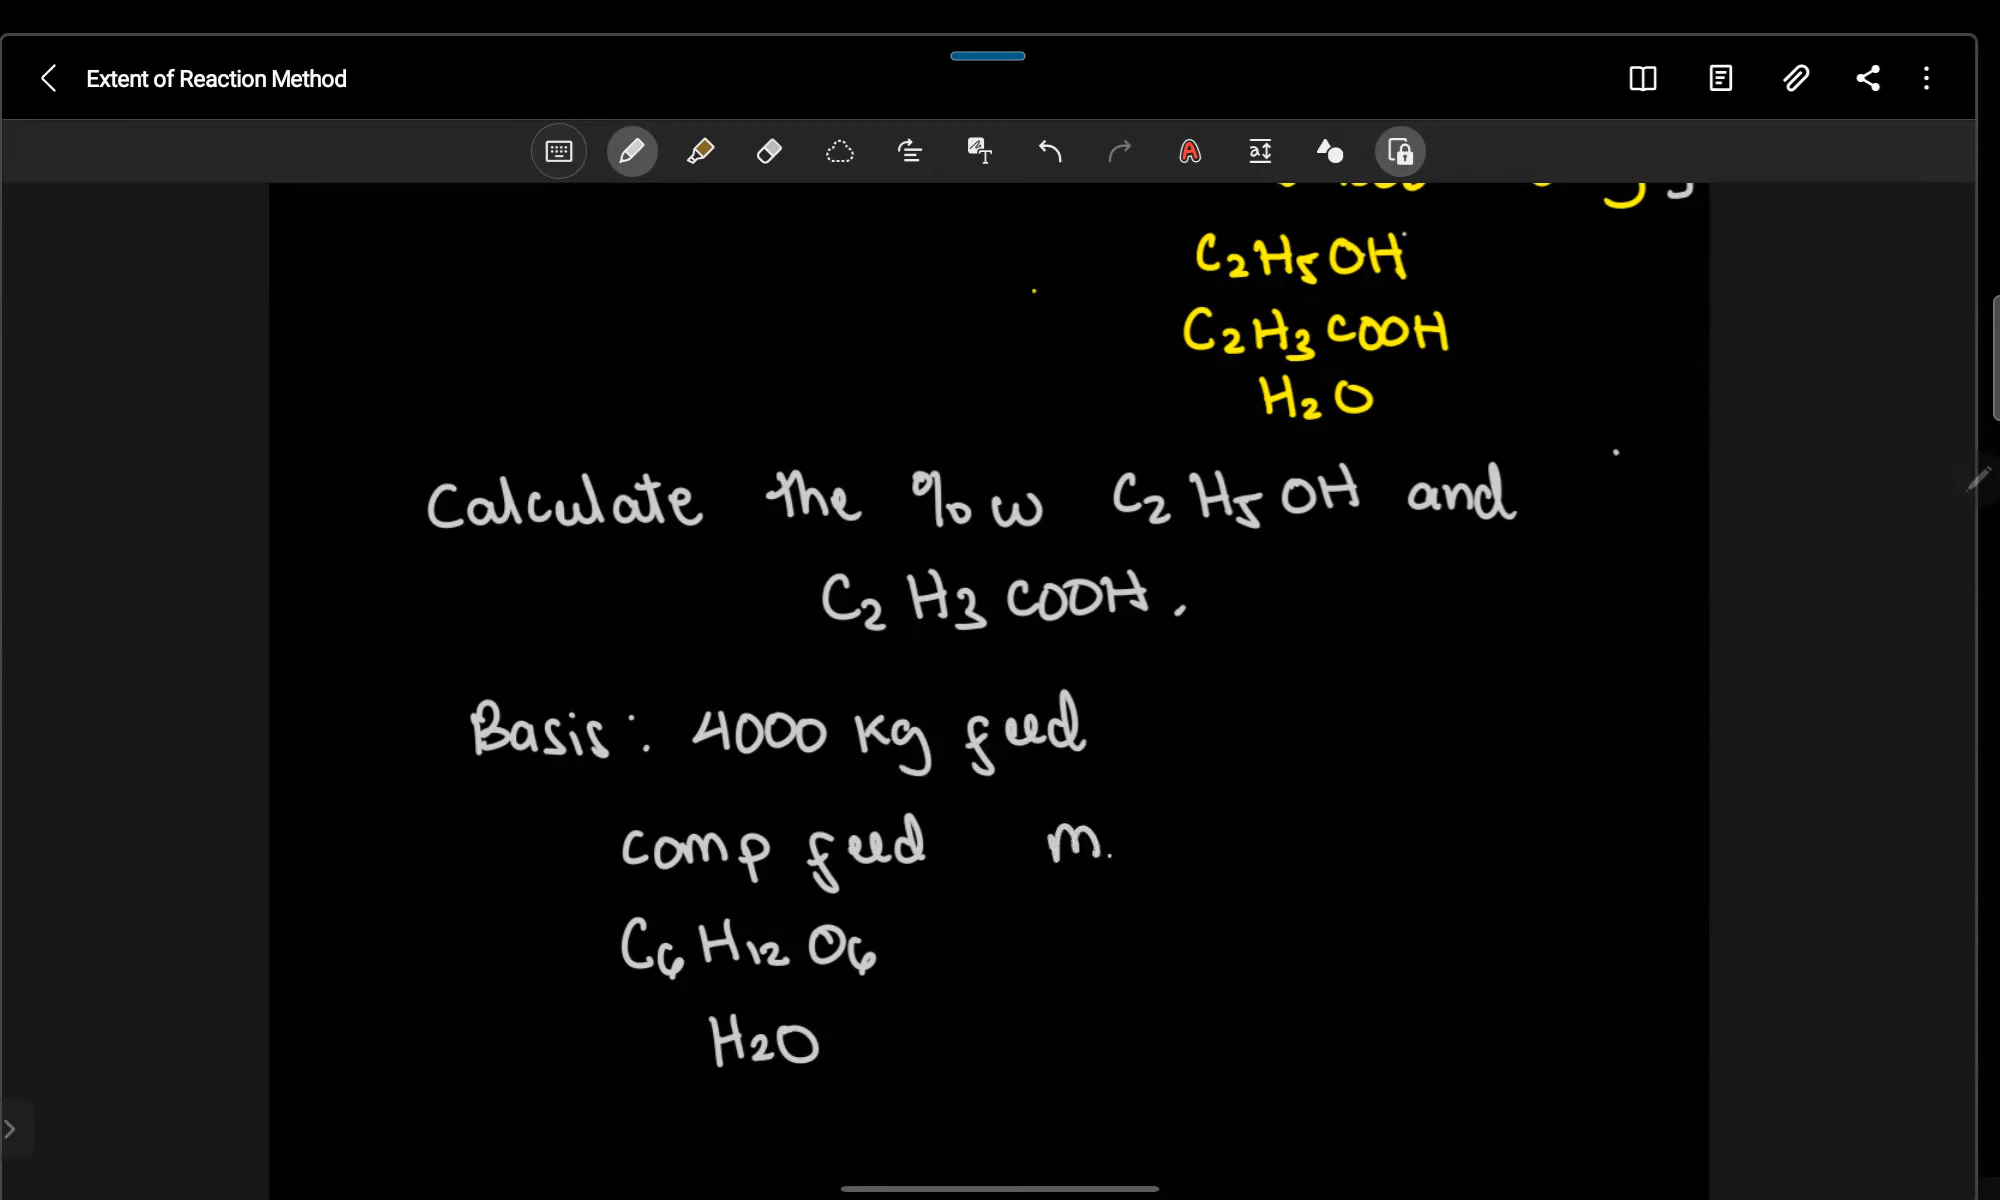 Extent of Reaction Method
C2H5OH
C2H3COOH
H2O
Calculate the %w C2H5OH and
C2H3COOH.
Basis: 4000 kg feed
comp feed m.
C6H12O6
H2O